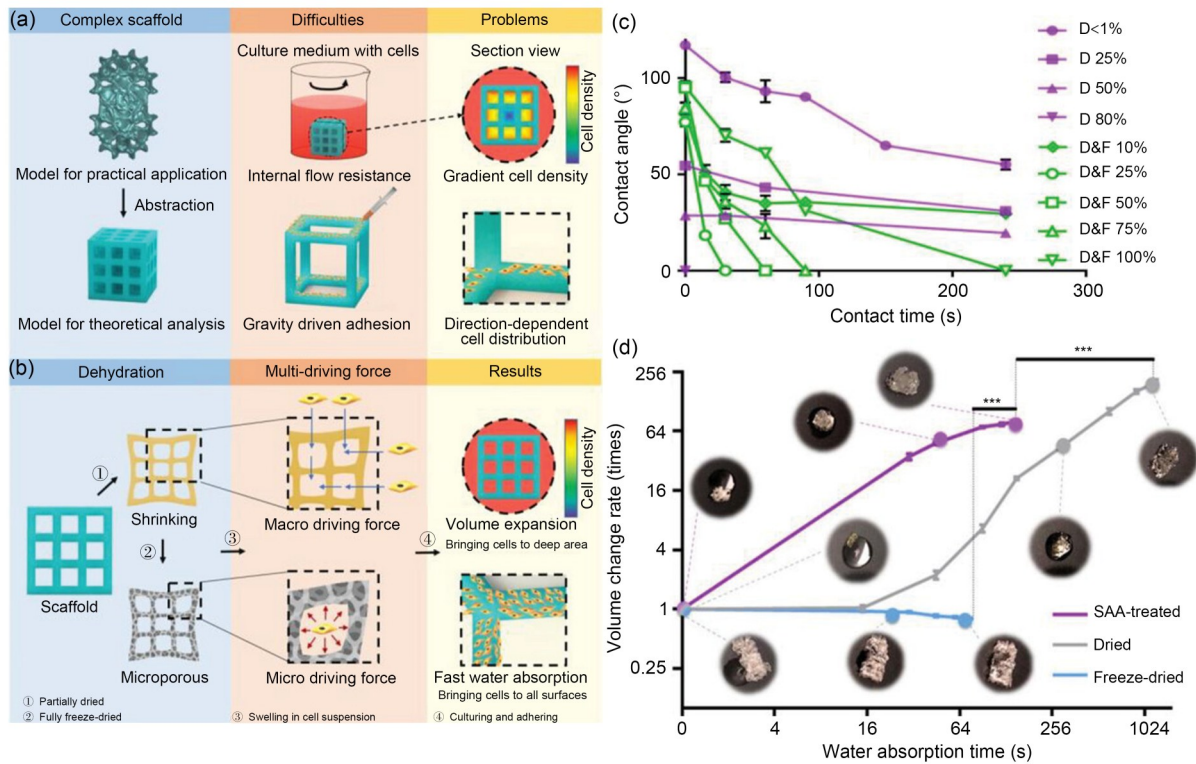 (a)
Complex scaffold
Difficulties
Problems
Culture medium with cells
Section view
Cell density
Model for practical application
Internal flow resistance
Gradient cell density
Abstraction
Model for theoretical analysis
Gravity driven adhesion
Direction-dependent
cell distribution
(b)
Dehydration
Multi-driving force
Results
①
Shrinking
Macro driving force
Cell density
Volume expansion
Bringing cells to deep area
②
③
④
Scaffold
Microporous
Micro driving force
Fast water absorption
Bringing cells to all surfaces
① Partially dried
② Fully freeze-dried
③ Swelling in cell suspension
④ Culturing and adhering
(c)
Contact angle (°)
100
50
0
0
100
200
300
Contact time (s)
D<1%
D 25%
D 50%
D 80%
D&F 10%
D&F 25%
D&F 50%
D&F 75%
D&F 100%
(d)
Volume change rate (times)
256
64
16
4
1
0.25
***
***
SAA-treated
Dried
Freeze-dried
0
4
16
64
256
1024
Water absorption time (s)